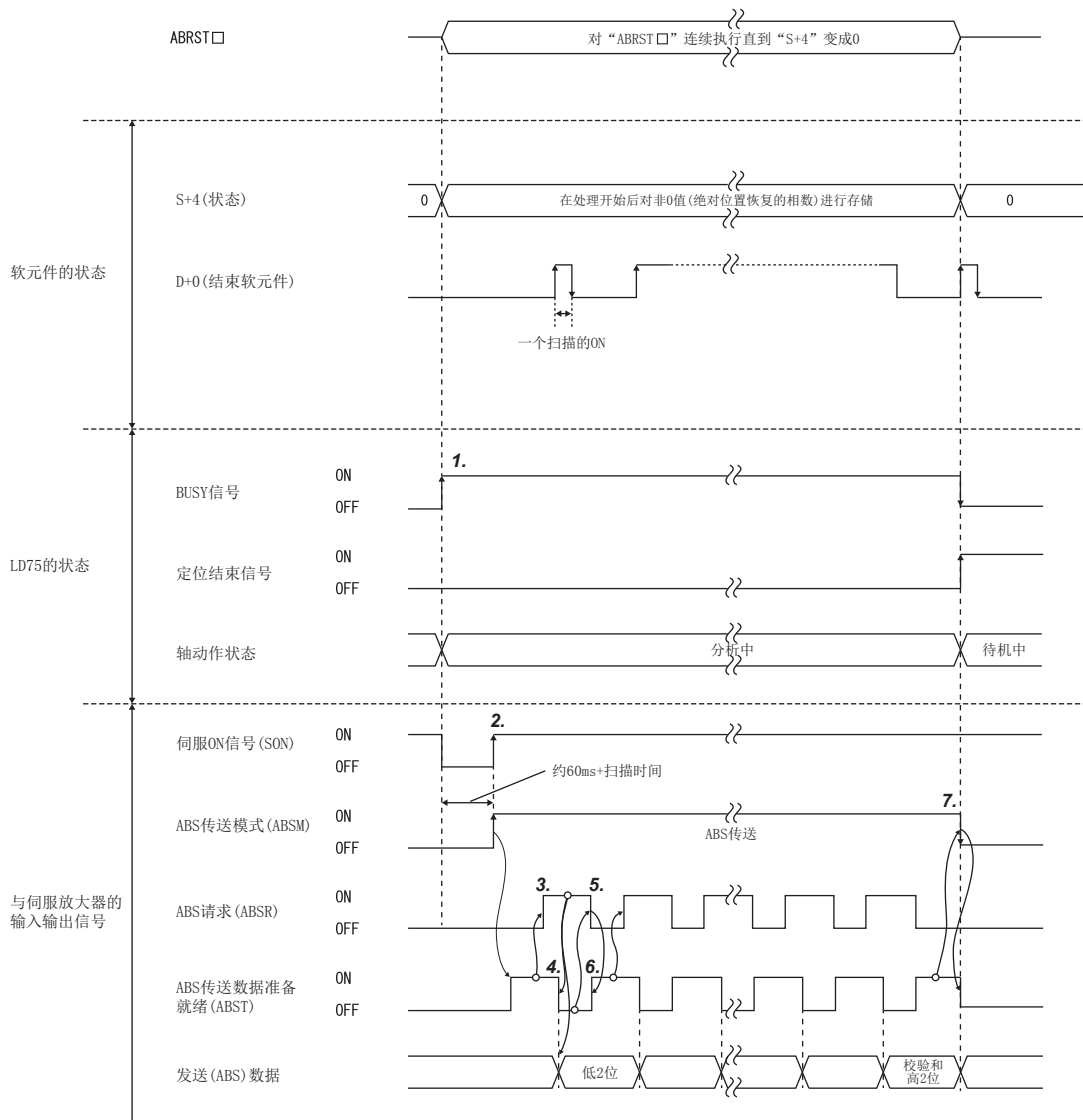 ABRST□
对“ABRST□”连续执行直到“S+4”变成0
S+4(状态)
0
在处理开始后对非0值(绝对位置恢复的相数)进行存储
0
软元件的状态
D+0(结束软元件)
一个扫描的ON
1.
BUSY信号
ON
OFF
LD75的状态
定位结束信号
ON
OFF
轴动作状态
分析中
待机中
2.
伺服ON信号(SON)
ON
OFF
约60ms+扫描时间
7.
ABS传送模式(ABSM)
ON
OFF
ABS传送
与伺服放大器的
输入输出信号
3.
5.
ABS请求(ABSR)
ON
OFF
4.
6.
ABS传送数据准备
就绪(ABST)
ON
OFF
发送(ABS)数据
低2位
校验和
高2位